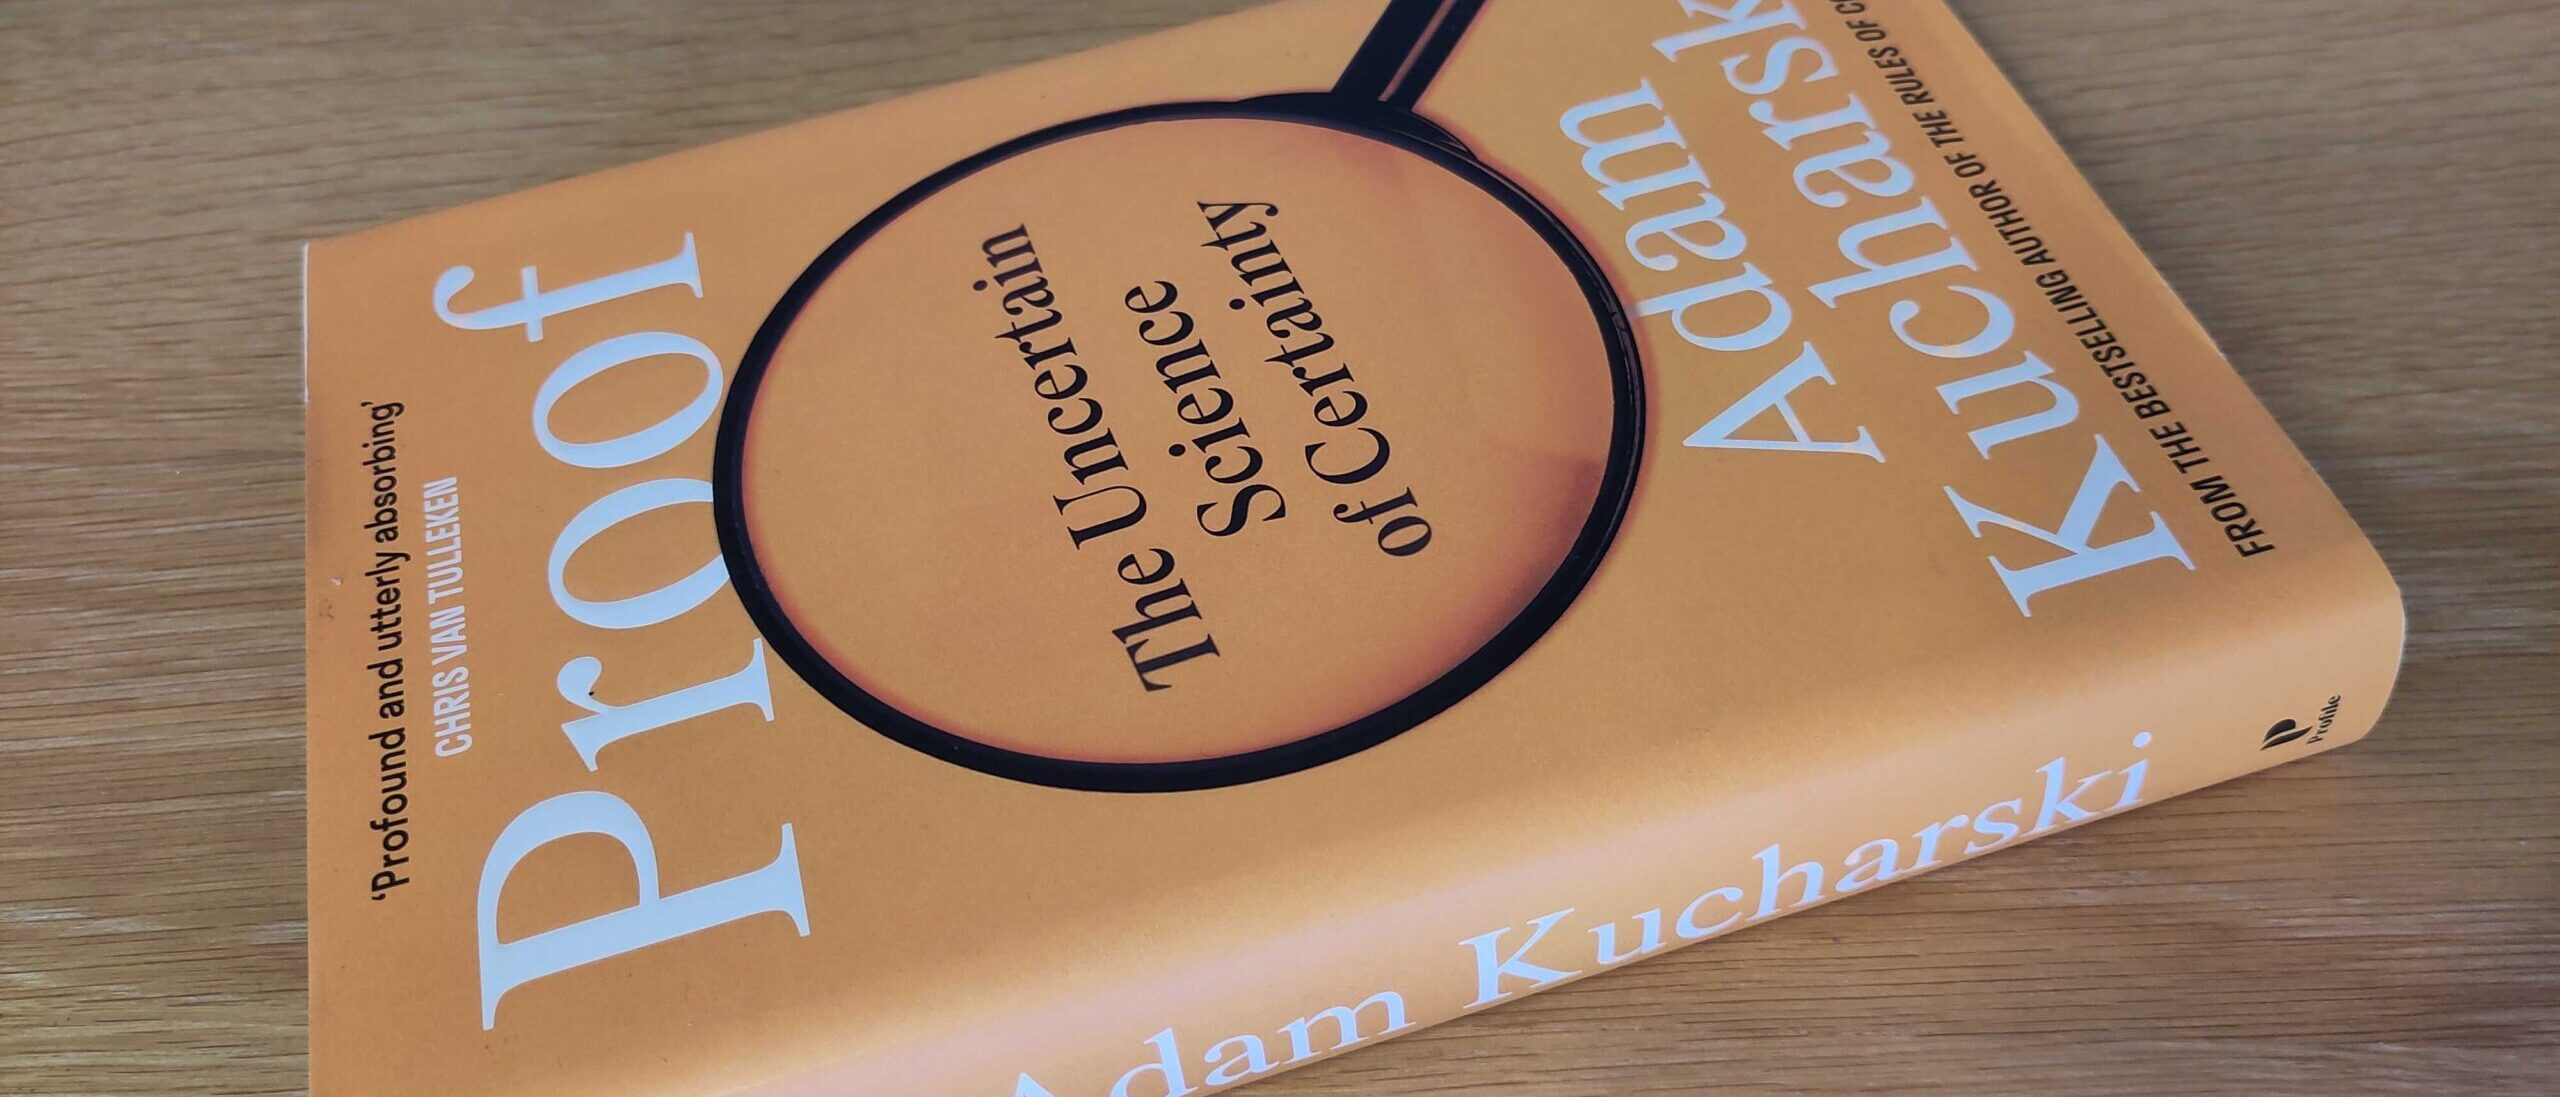 'Profound and utterly absorbing'
CHRIS VAN TULLEKEN
Proof
The Uncertain
Science
of Certainty
Adam
Kucharsk
FROM THE BESTSELLING AUTHOR OF THE RULES OF
Adam Kucharski
Profile